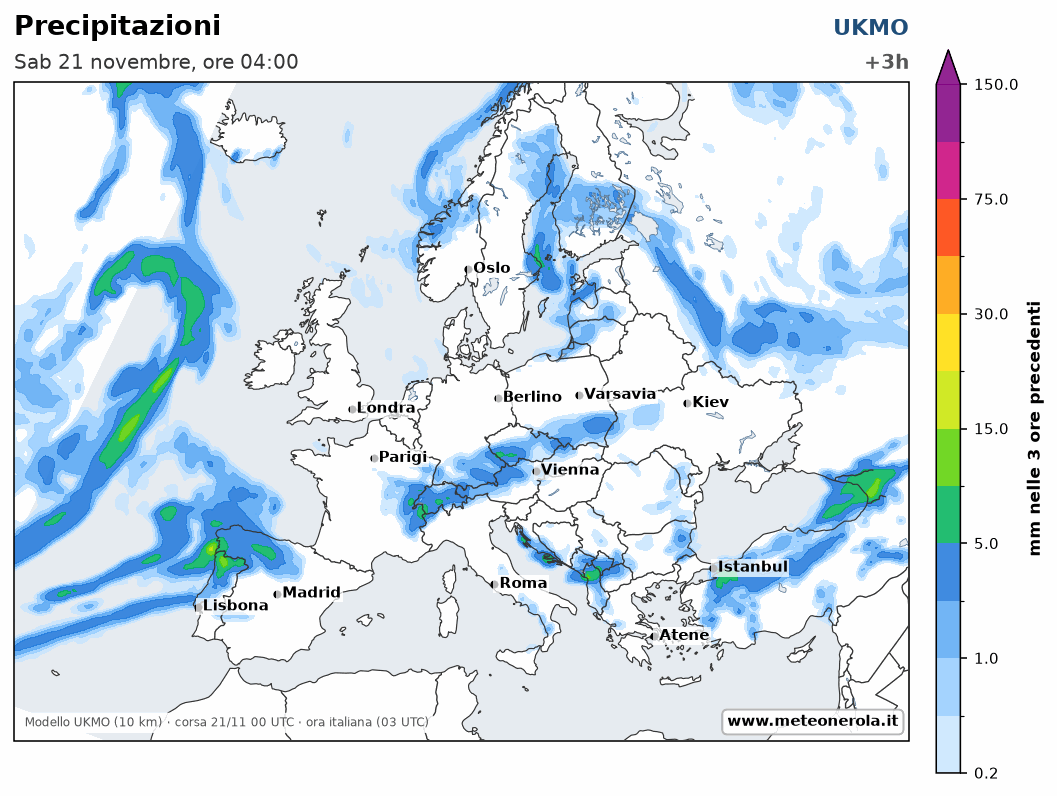 Precipitazioni
UKMO
Sab 21 novembre, ore 04:00
+3h
150.0
75.0
30.0
15.0
5.0
1.0
0.2
mm nelle 3 ore precedenti
Oslo
Londra
Berlino
Varsavia
Kiev
Parigi
Vienna
Istanbul
Roma
Madrid
Lisbona
Atene
Modello UKMO (10 km) · corsa 21/11 00 UTC · ora italiana (03 UTC)
www.meteonerola.it